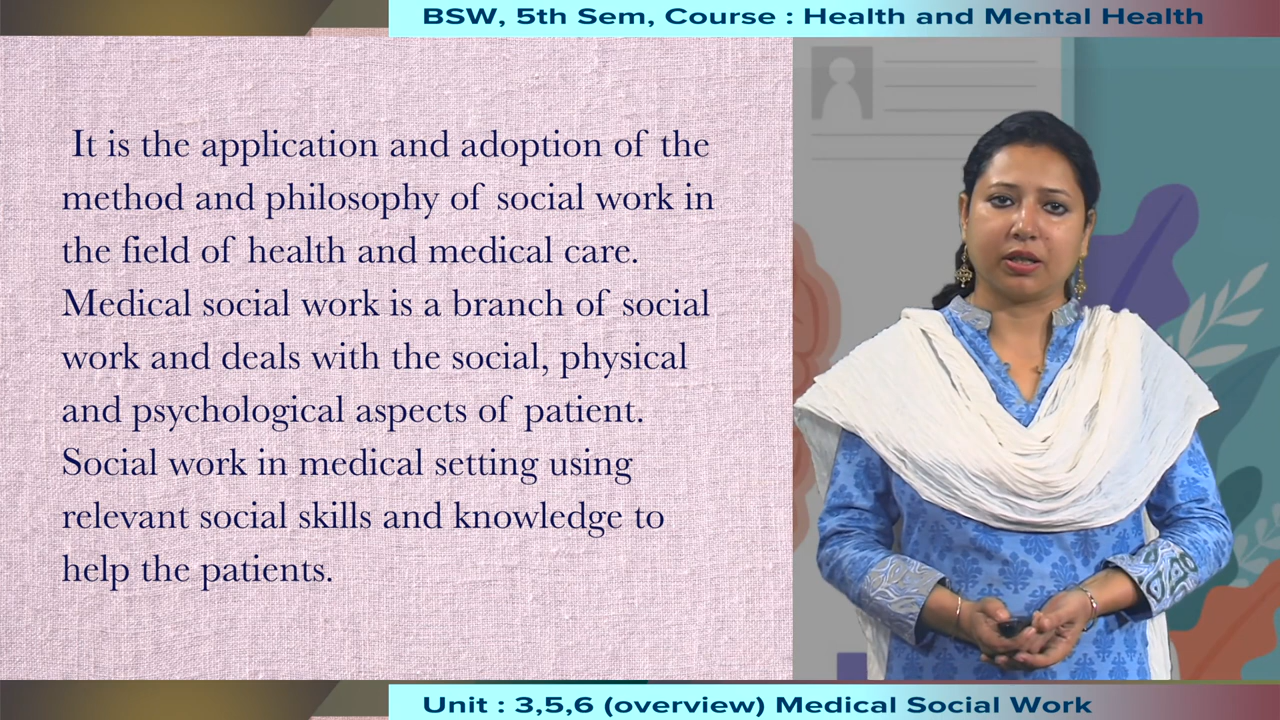 BSW, 5th Sem, Course : Health and Mental Health
It is the application and adoption of the
method and philosophy of social work in
the field of health and medical care.
Medical social work is a branch of social
work and deals with the social, physical
and psychological aspects of patient.
Social work in medical setting using
relevant social skills and knowledge to
help the patients.
Unit : 3,5,6 (overview) Medical Social Work